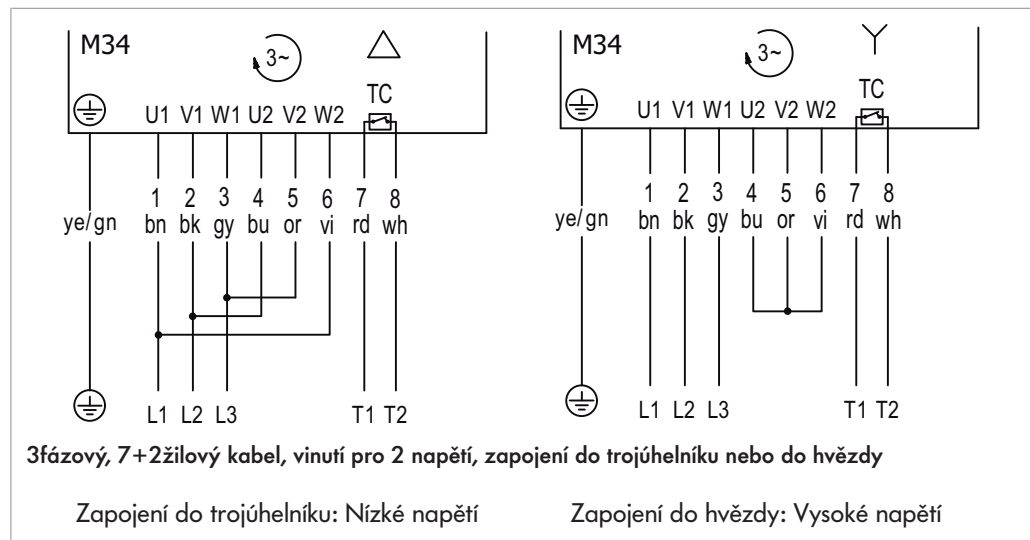 M34 3~ TC
U1 V1 W1 U2 V2 W2
1 2 3 4 5 6 7 8
ye/gn bn bk gy bu or vi rd wh
L1 L2 L3 T1 T2
M34 3~ TC
U1 V1 W1 U2 V2 W2
1 2 3 4 5 6 7 8
ye/gn bn bk gy bu or vi rd wh
L1 L2 L3 T1 T2
3fázový, 7+2žilový kabel, vinutí pro 2 napětí, zapojení do trojúhelníku nebo do hvězdy
Zapojení do trojúhelníku: Nízké napětí
Zapojení do hvězdy: Vysoké napětí